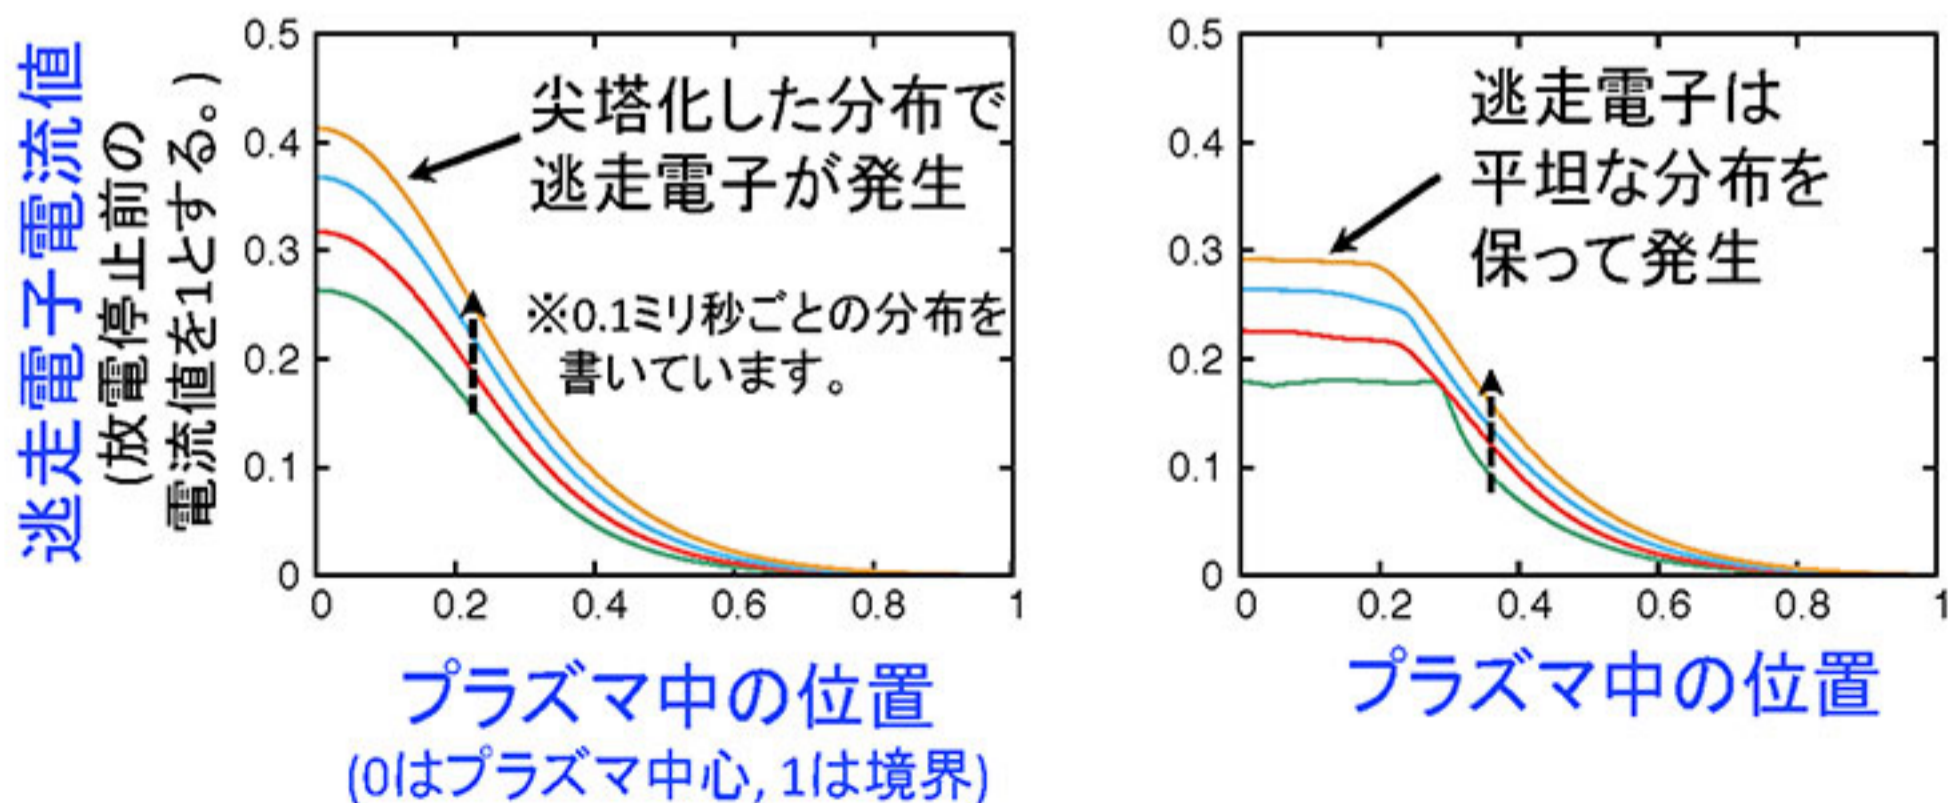 逃走電子電流値
(放電停止前の
電流値を1とする。)
0.5
0.4
0.3
0.2
0.1
0
尖塔化した分布で
逃走電子が発生
※0.1ミリ秒ごとの分布を
書いています。
0 0.2 0.4 0.6 0.8 1
プラズマ中の位置
(0はプラズマ中心, 1は境界)
0.5
0.4
0.3
0.2
0.1
0
逃走電子は
平坦な分布を
保って発生
0 0.2 0.4 0.6 0.8 1
プラズマ中の位置